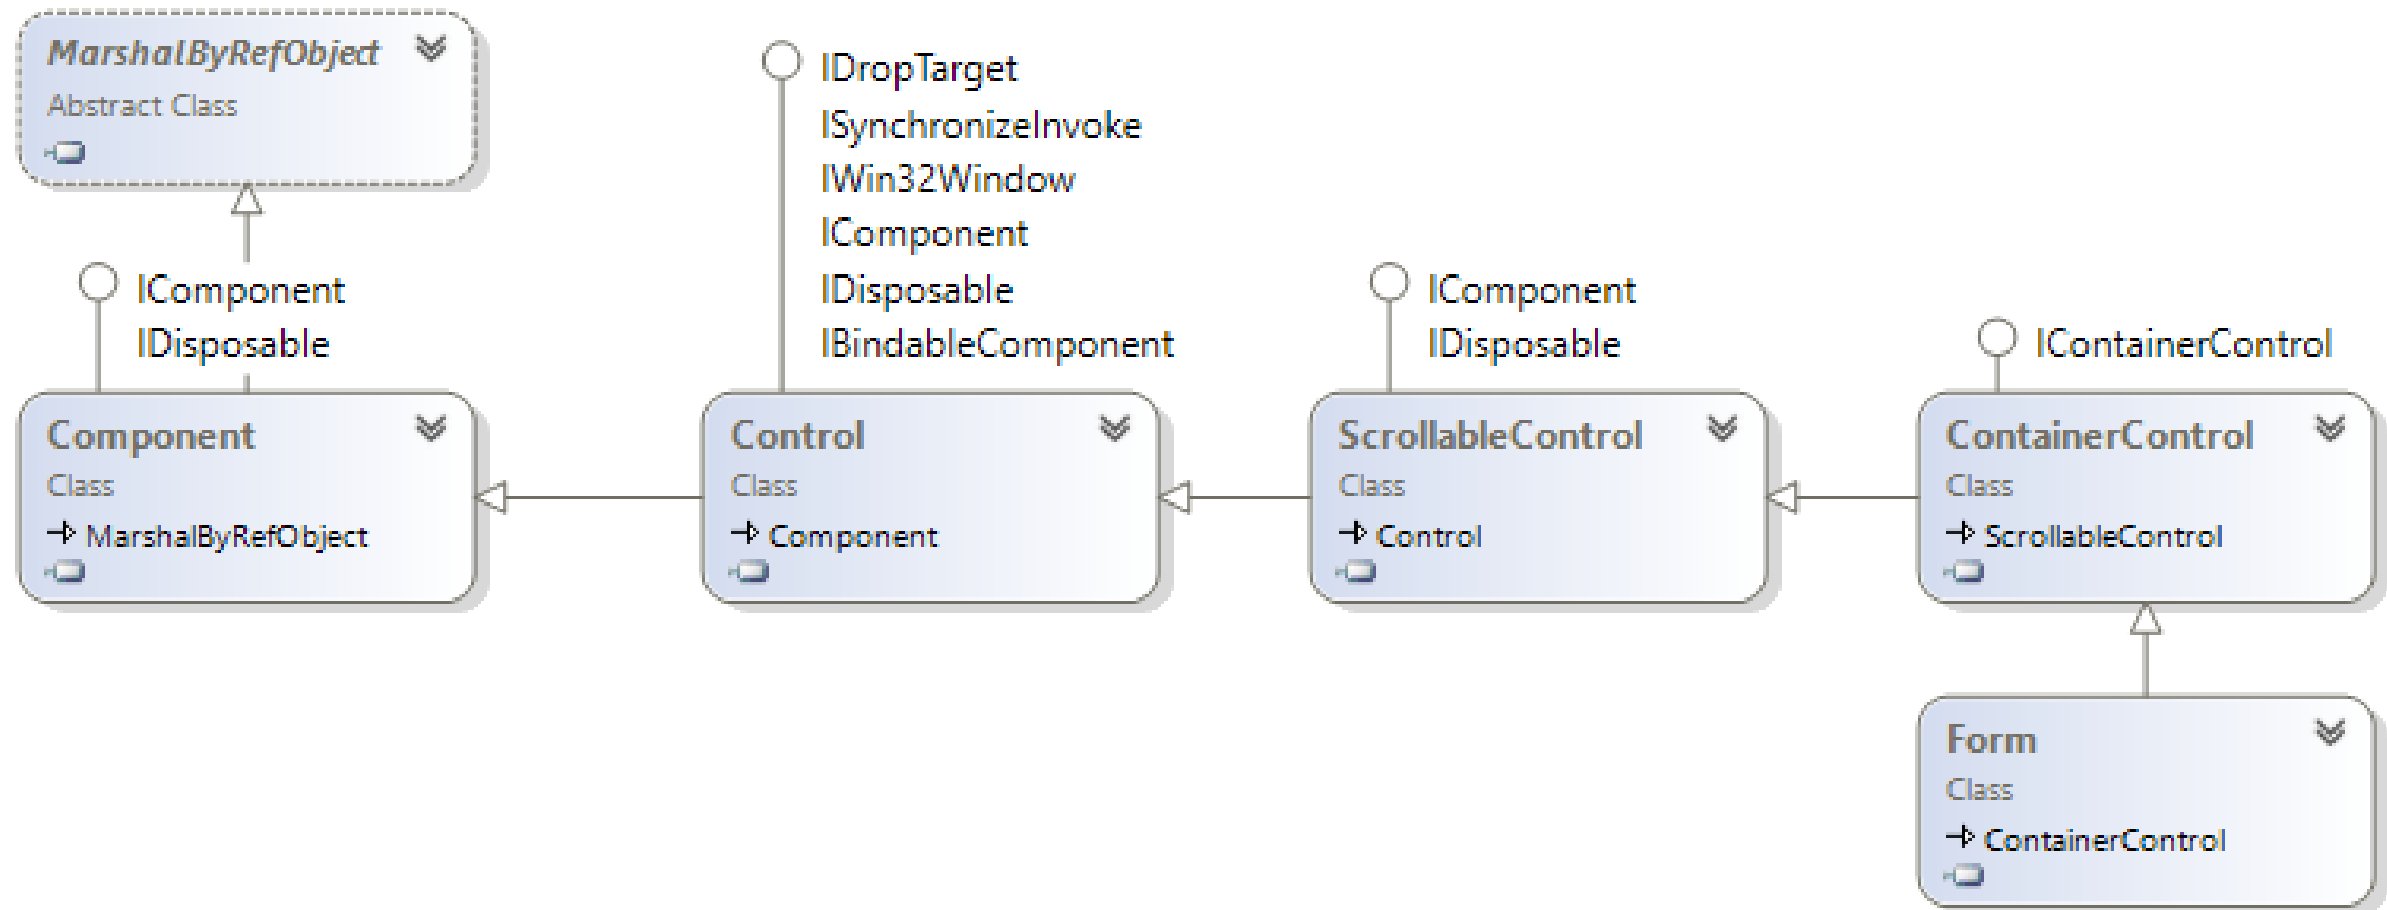 MarshalByRefObject
Abstract Class
IComponent
IDisposable
Component
Class
MarshalByRefObject
IDropTarget
ISynchronizeInvoke
IWin32Window
IComponent
IDisposable
IBindableComponent
Control
Class
Component
IComponent
IDisposable
ScrollableControl
Class
Control
IContainerControl
ContainerControl
Class
ScrollableControl
Form
Class
ContainerControl